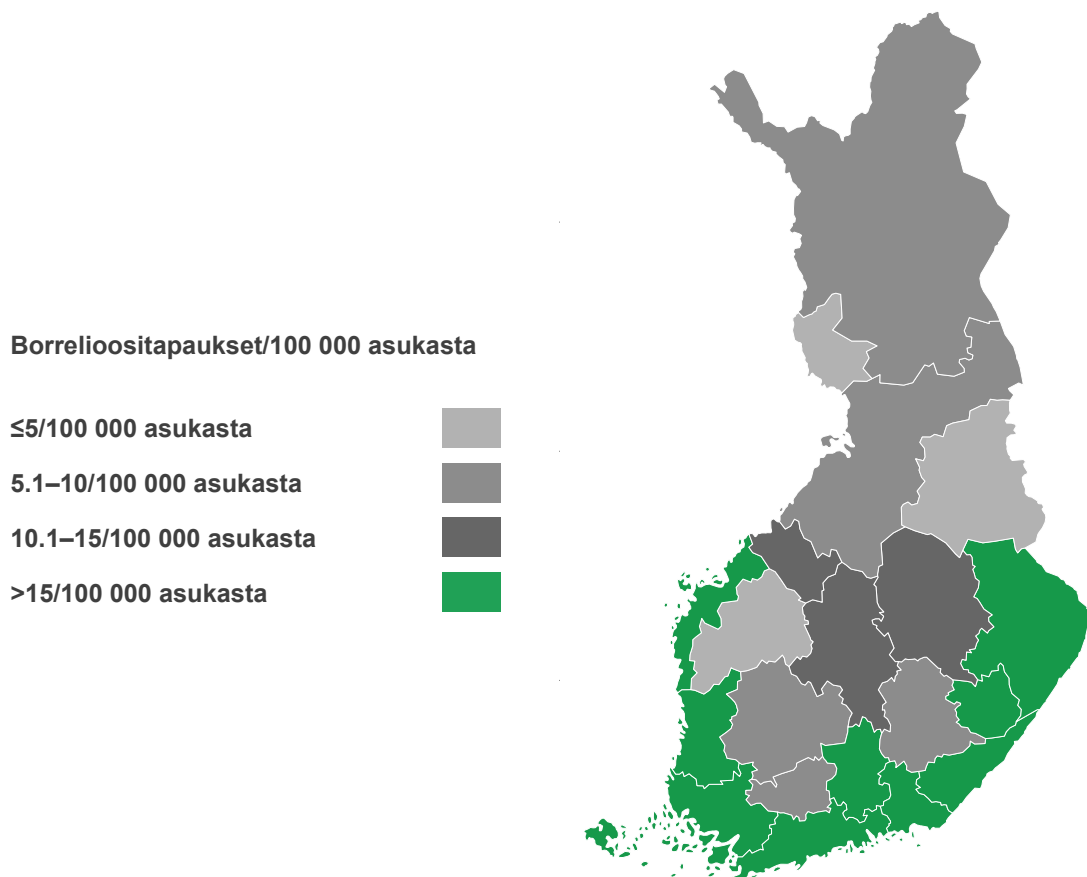 Borrelioositapaukset/100 000 asukasta
≤5/100 000 asukasta
5.1–10/100 000 asukasta
10.1–15/100 000 asukasta
>15/100 000 asukasta